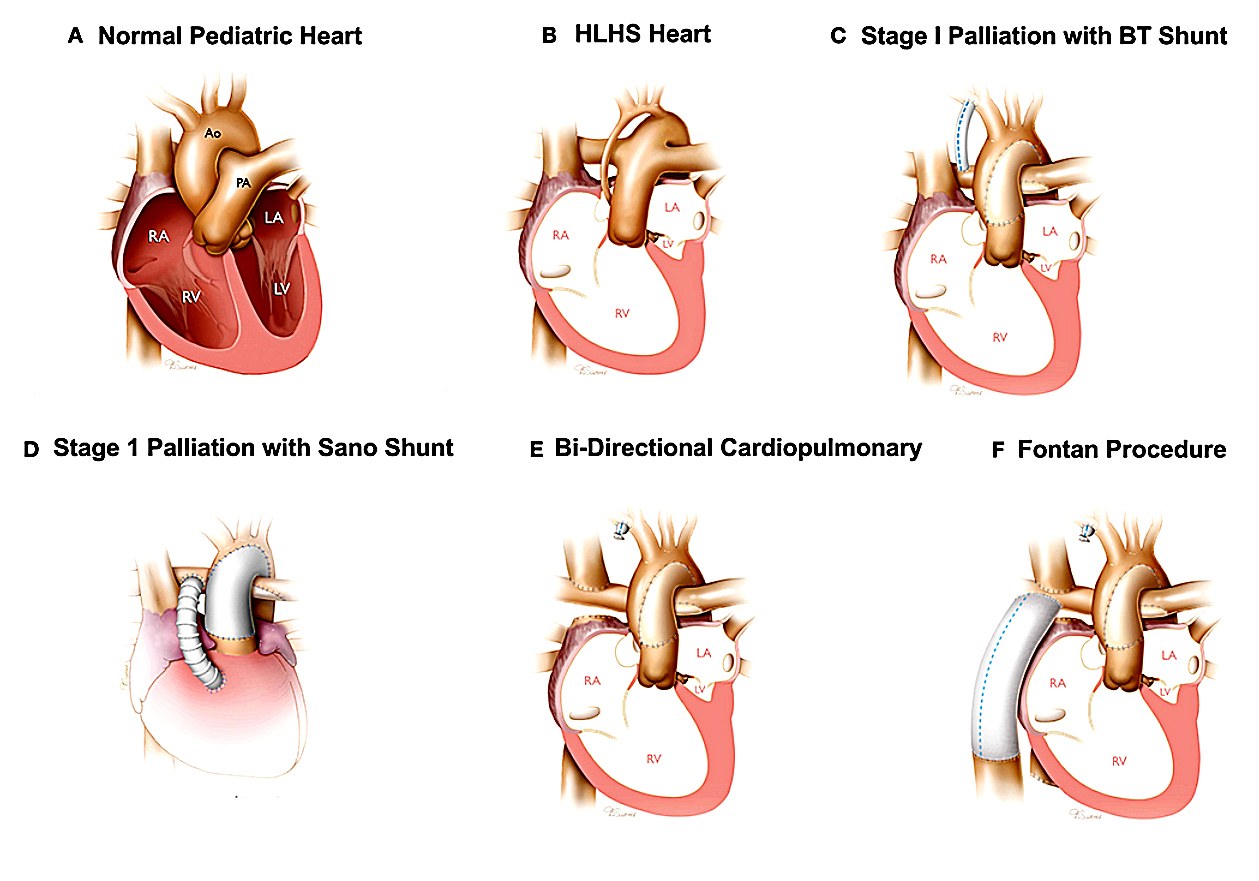 A Normal Pediatric Heart
B HLHS Heart
C Stage I Palliation with BT Shunt
Ao
PA
RA
LA
RV
LV
RA
LA
LV
RV
RA
LA
LV
RV
D Stage 1 Palliation with Sano Shunt
E Bi-Directional Cardiopulmonary
F Fontan Procedure
RA
LA
LV
RV
RA
LA
LV
RV